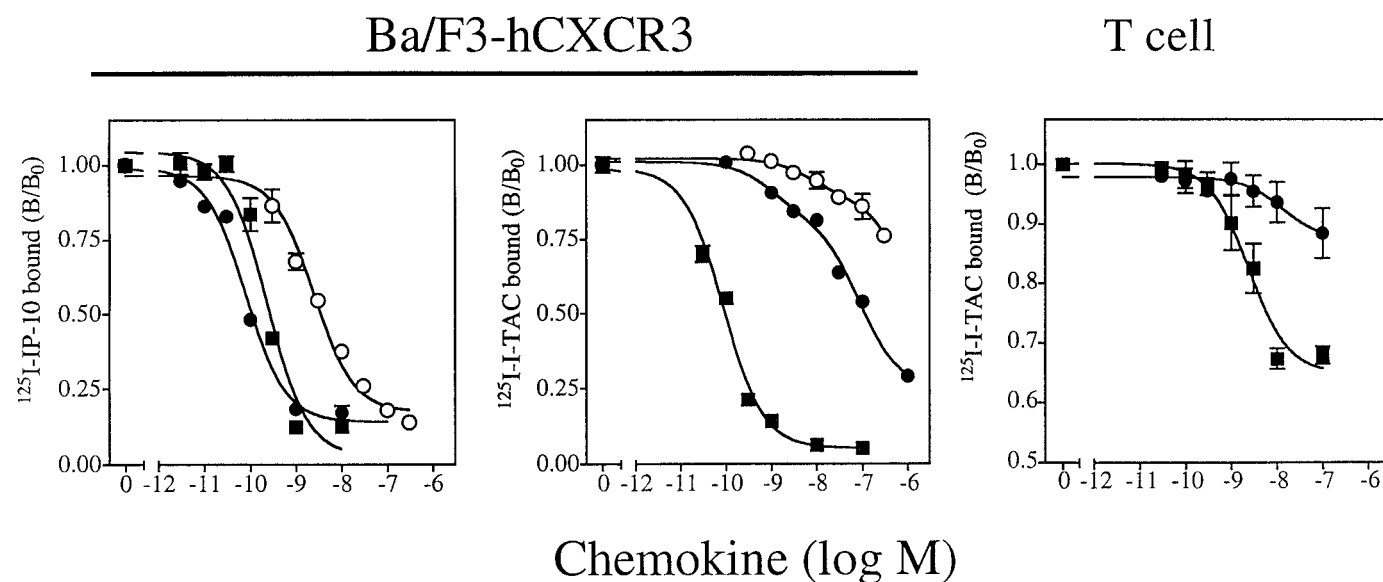 Ba/F3-hCXCR3
T cell
¹²⁵I-IP-10 bound (B/B₀)
1.00
0.75
0.50
0.25
0.00
0 -12 -11 -10 -9 -8 -7 -6
¹²⁵I-I-TAC bound (B/B₀)
1.00
0.75
0.50
0.25
0.00
0 -12 -11 -10 -9 -8 -7 -6
¹²⁵I-I-TAC bound (B/B₀)
1.0
0.9
0.8
0.7
0.6
0.5
0 -12 -11 -10 -9 -8 -7 -6
Chemokine (log M)